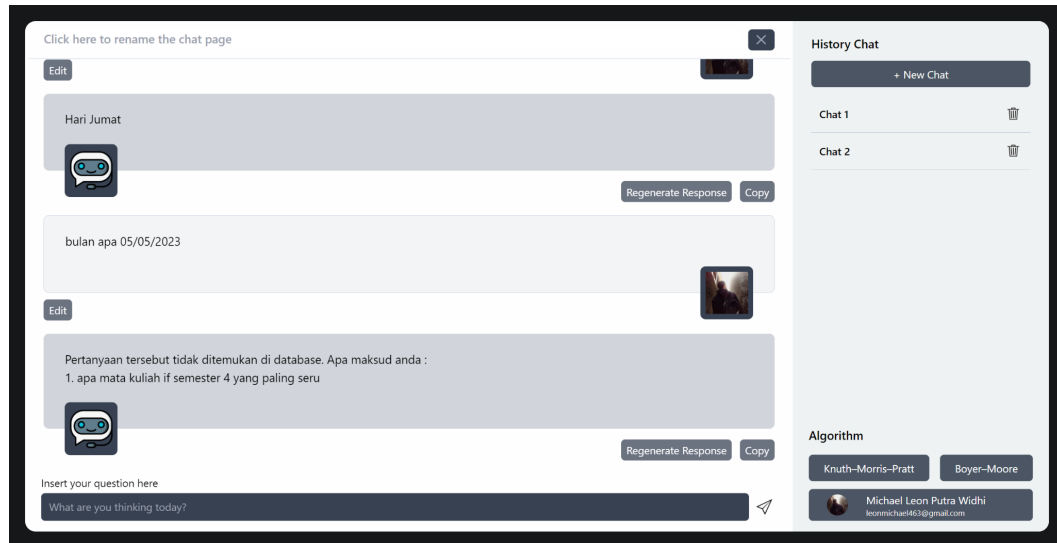 Click here to rename the chat page
Edit
Hari Jumat
Regenerate Response
Copy
bulan apa 05/05/2023
Edit
Pertanyaan tersebut tidak ditemukan di database. Apa maksud anda :
1. apa mata kuliah if semester 4 yang paling seru
Regenerate Response
Copy
Insert your question here
What are you thinking today?
History Chat
+ New Chat
Chat 1
Chat 2
Algorithm
Knuth–Morris–Pratt
Boyer–Moore
Michael Leon Putra Widhi
leonmichael463@gmail.com